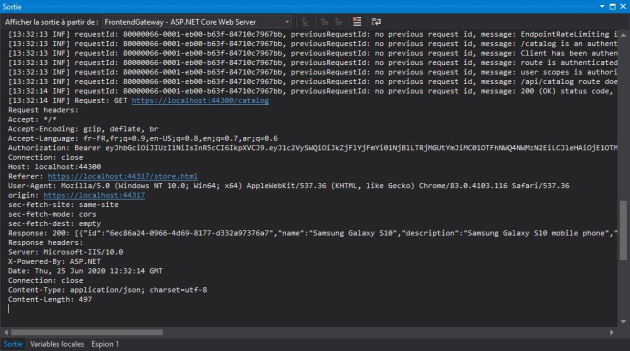 Sortie
Afficher la sortie à partir de : FrontendGateway - ASP.NET Core Web Server
[13:32:13 INF] requestId: 80000066-0001-eb00-b63f-84710c7967bb, previousRequestId: no previous request id, message: EndpointRateLimiting i
[13:32:13 INF] requestId: 80000066-0001-eb00-b63f-84710c7967bb, previousRequestId: no previous request id, message: /catalog is an authent
[13:32:13 INF] requestId: 80000066-0001-eb00-b63f-84710c7967bb, previousRequestId: no previous request id, message: Client has been authen
[13:32:13 INF] requestId: 80000066-0001-eb00-b63f-84710c7967bb, previousRequestId: no previous request id, message: route is authenticated
[13:32:13 INF] requestId: 80000066-0001-eb00-b63f-84710c7967bb, previousRequestId: no previous request id, message: user scopes is authori
[13:32:14 INF] requestId: 80000066-0001-eb00-b63f-84710c7967bb, previousRequestId: no previous request id, message: /api/catalog route doe
[13:32:14 INF] requestId: 80000066-0001-eb00-b63f-84710c7967bb, previousRequestId: no previous request id, message: 200 (OK) status code,
[13:32:14 INF] Request: GET https://localhost:44300/catalog
Request headers:
Accept: */*
Accept-Encoding: gzip, deflate, br
Accept-Language: fr-FR,fr;q=0.9,en-US;q=0.8,en;q=0.7,ar;q=0.6
Authorization: Bearer
Connection: close
Host: localhost:44300
Referer: https://localhost:44317/store.html
User-Agent: Mozilla/5.0 (Windows NT 10.0; Win64; x64) AppleWebKit/537.36 (KHTML, like Gecko) Chrome/83.0.4103.116 Safari/537.36
origin: https://localhost:44317
sec-fetch-site: same-site
sec-fetch-mode: cors
sec-fetch-dest: empty
Response: 200: [{"id":"6ec86a24-0966-4d69-8177-d332a97376a7","name":"Samsung Galaxy S10","description":"Samsung Galaxy S10 mobile phone","
Response headers:
Server: Microsoft-IIS/10.0
X-Powered-By: ASP.NET
Date: Thu, 25 Jun 2020 12:32:14 GMT
Connection: close
Content-Type: application/json; charset=utf-8
Content-Length: 497
Sortie Variables locales Espion 1